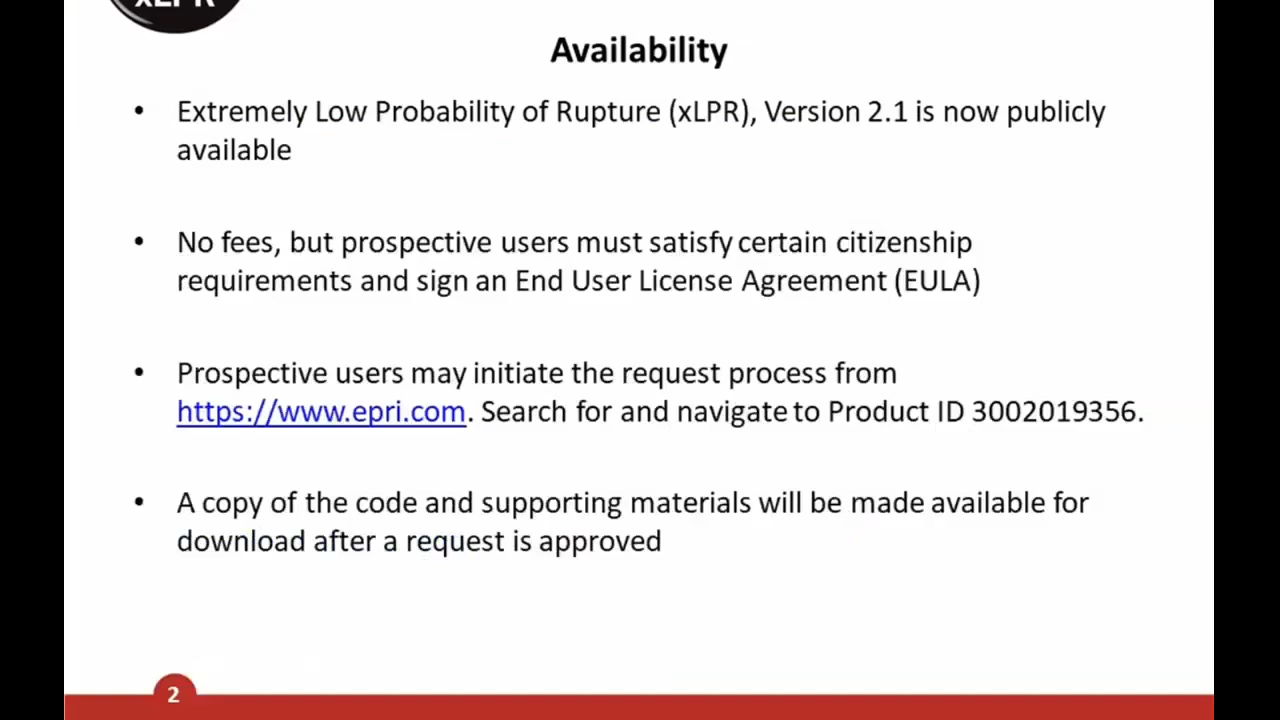 xLPR
Availability
• Extremely Low Probability of Rupture (xLPR), Version 2.1 is now publicly
available
• No fees, but prospective users must satisfy certain citizenship
requirements and sign an End User License Agreement (EULA)
• Prospective users may initiate the request process from
https://www.epri.com. Search for and navigate to Product ID 3002019356.
• A copy of the code and supporting materials will be made available for
download after a request is approved
2